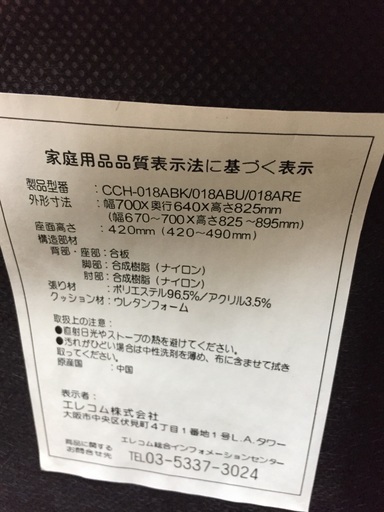 家庭用品品質表示法に基づく表示
製品型番 : CCH-018ABK/018ABU/018ARE
外形寸法 : 幅700X奥行640X高さ825mm
(幅670～700X高さ825～895mm)
座面高さ : 420mm (420～490mm)
構造部材
背部・座部 : 合板
脚部 : 合成樹脂 (ナイロン)
肘部 : 合成樹脂 (ナイロン)
張り材 : ポリエステル96.5%/アクリル3.5%
クッション材 : ウレタンフォーム
取扱上の注意 :
●直射日光やストーブの熱を避けてください。
●汚れがひどい場合は中性洗剤を薄め、布に含ませて拭き
取ってください。
原産国 : 中国
表示者 :
エレコム株式会社
大阪市中央区伏見町4丁目1番地1号L.A.タワー
商品に関する
お問合せ先
エレコム総合インフォメーションセンター
TEL03-5337-3024